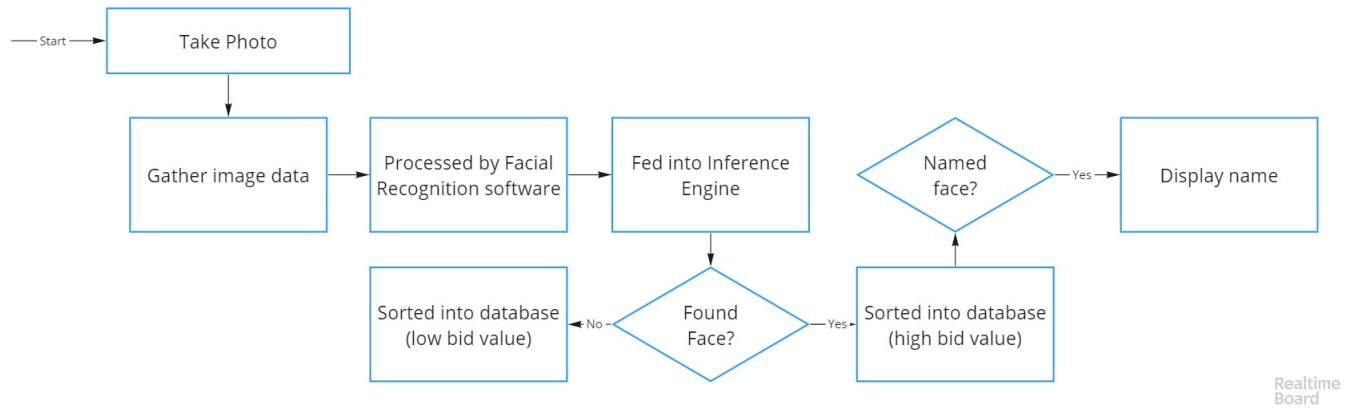 Start
Take Photo
Gather image data
Processed by Facial
Recognition software
Fed into Inference
Engine
Found
Face?
No
Sorted into database
(low bid value)
Yes
Sorted into database
(high bid value)
Named
face?
Yes
Display name
Realtime
Board